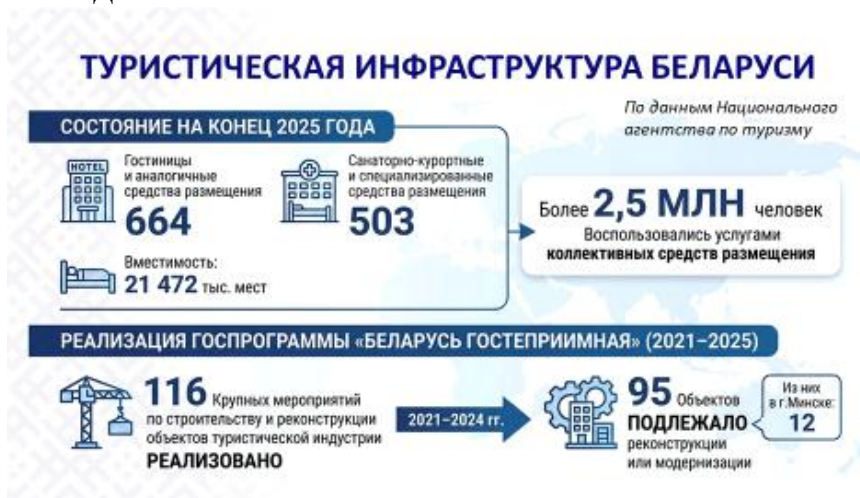 ТУРИСТИЧЕСКАЯ ИНФРАСТРУКТУРА БЕЛАРУСИ
По данным Национального
агентства по туризму
СОСТОЯНИЕ НА КОНЕЦ 2025 ГОДА
HOTEL
Гостиницы
и аналогичные
средства размещения
664
Санаторно-курортные
и специализированные
средства размещения
503
Вместимость:
21 472 тыс. мест
Более 2,5 МЛН человек
Воспользовались услугами
коллективных средств размещения
РЕАЛИЗАЦИЯ ГОСПРОГРАММЫ «БЕЛАРУСЬ ГОСТЕПРИИМНАЯ» (2021–2025)
116 Крупных мероприятий
по строительству и реконструкции
объектов туристической индустрии
РЕАЛИЗОВАНО
2021–2024 гг.
95 Объектов
ПОДЛЕЖАЛО
реконструкции
или модернизации
Из них
в г.Минске:
12